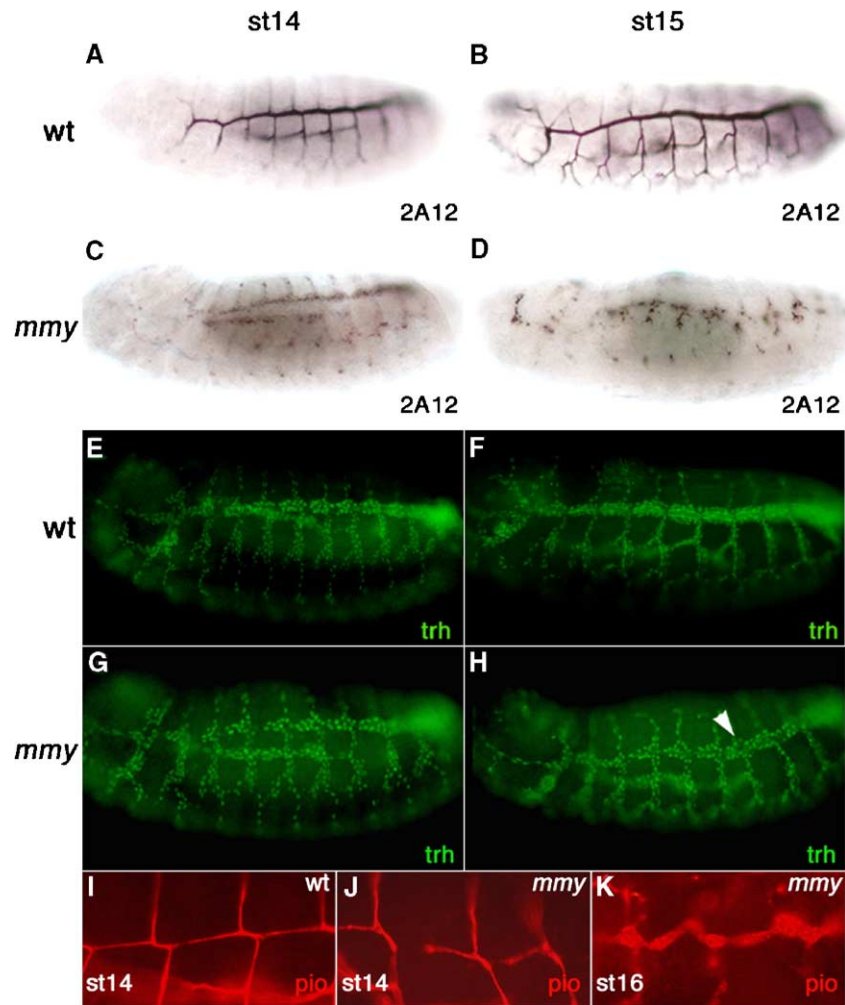 st14 st15
A B
wt
2A12 2A12
C D
mmy
2A12 2A12
E F
wt
trh trh
G H
mmy
trh trh
I wt J mmy K mmy
st14 pio st14 pio st16 pio